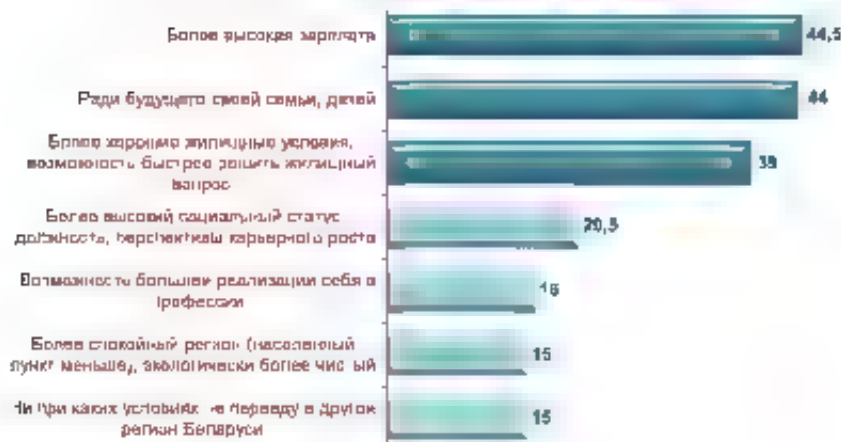 Более высокая зарплата 44,5
Ради будущего своей семьи, детей 44
Более хорошие жилищные условия,
возможность быстрее решить жилищный
вопрос
39
Более высокий социальный статус
должность, перспективы карьерного роста
20,5
Возможность большей реализации себя в
профессии
16
Более спокойный регион (населенный
пункт меньше), экологически более чистый
15
Ни при каких условиях не перееду в другой
регион Беларуси
15